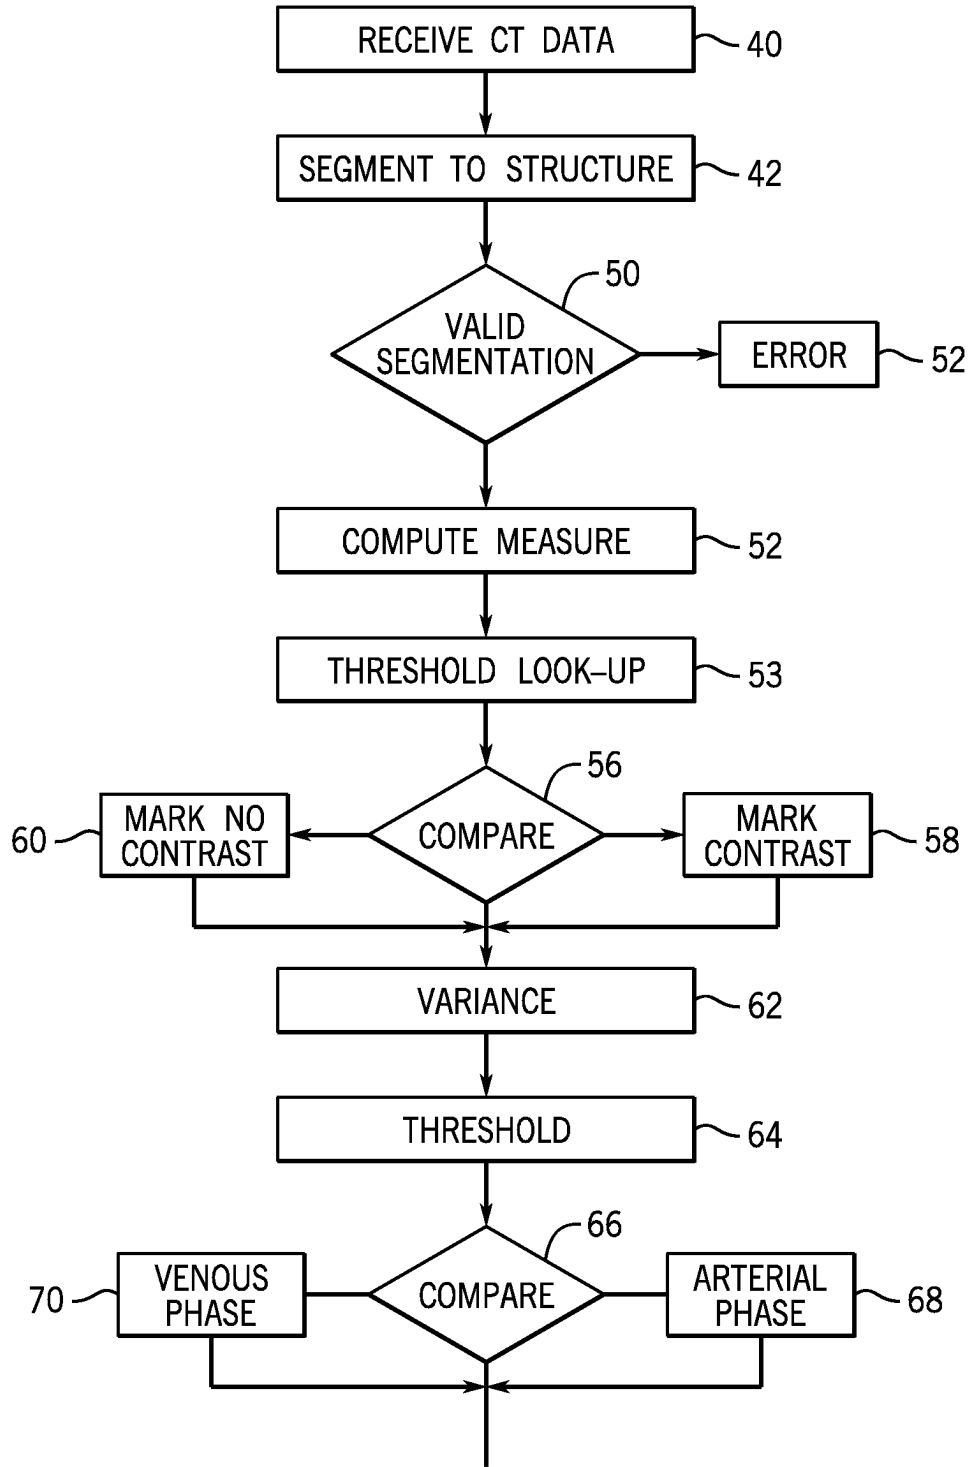 RECEIVE CT DATA
40
SEGMENT TO STRUCTURE
42
50
VALID
SEGMENTATION
ERROR
52
COMPUTE MEASURE
52
THRESHOLD LOOK–UP
53
56
60
MARK NO
CONTRAST
COMPARE
MARK
CONTRAST
58
VARIANCE
62
THRESHOLD
64
66
70
VENOUS
PHASE
COMPARE
ARTERIAL
PHASE
68